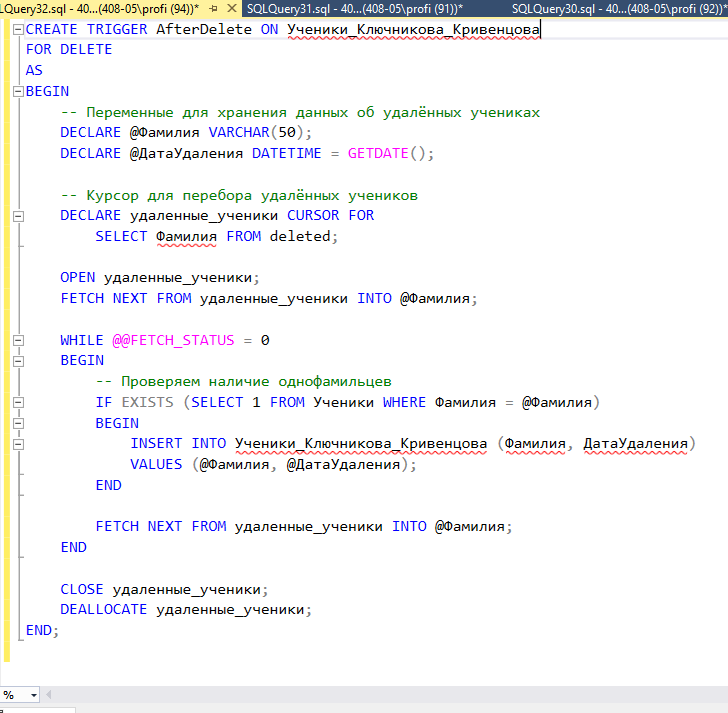 LQuery32.sql - 40...(408-05\profi (94))* SQLQuery31.sql - 40...(408-05\profi (91))* SQLQuery30.sql - 40...(408-05\profi (92))*
CREATE TRIGGER AfterDelete ON Ученики_Ключникова_Кривенцова
FOR DELETE
AS
BEGIN
-- Переменные для хранения данных об удалённых учениках
DECLARE @Фамилия VARCHAR(50);
DECLARE @ДатаУдаления DATETIME = GETDATE();
-- Курсор для перебора удалённых учеников
DECLARE удаленные_ученики CURSOR FOR
SELECT Фамилия FROM deleted;
OPEN удаленные_ученики;
FETCH NEXT FROM удаленные_ученики INTO @Фамилия;
WHILE @@FETCH_STATUS = 0
BEGIN
-- Проверяем наличие однофамильцев
IF EXISTS (SELECT 1 FROM Ученики WHERE Фамилия = @Фамилия)
BEGIN
INSERT INTO Ученики_Ключникова_Кривенцова (Фамилия, ДатаУдаления)
VALUES (@Фамилия, @ДатаУдаления);
END
FETCH NEXT FROM удаленные_ученики INTO @Фамилия;
END
CLOSE удаленные_ученики;
DEALLOCATE удаленные_ученики;
END;
%